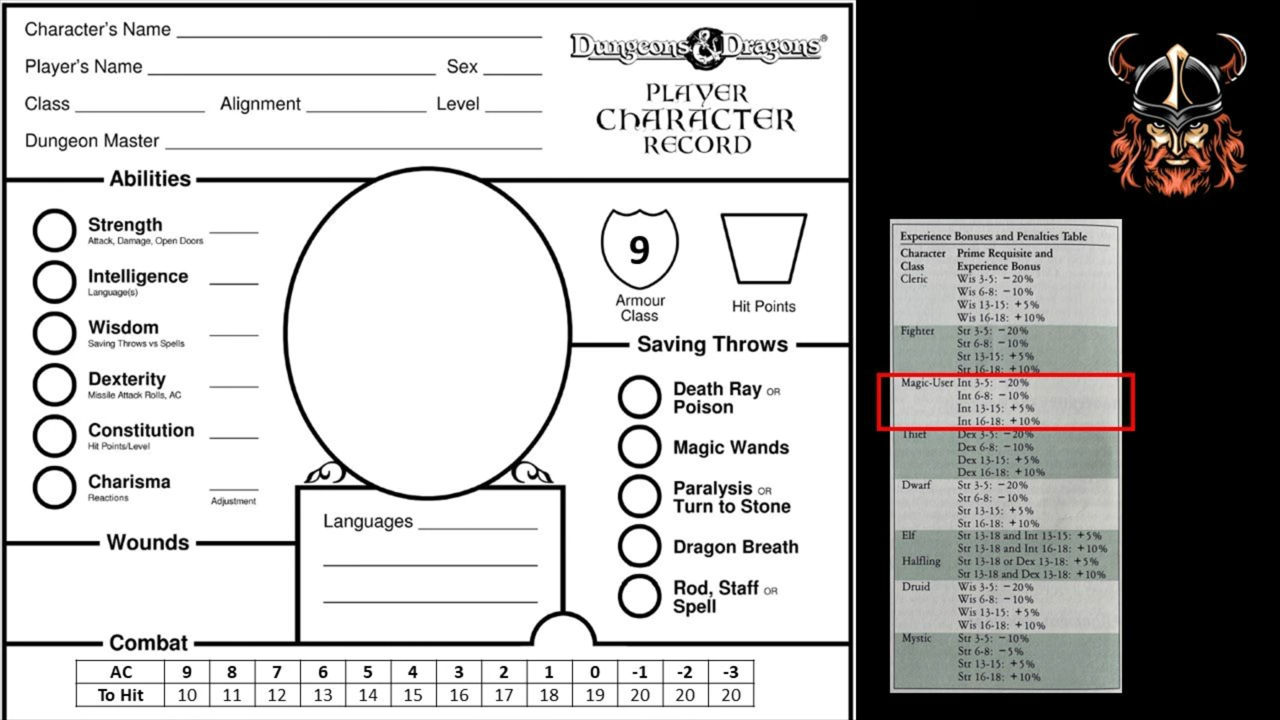 Character's Name
Player's Name Sex
Class Alignment Level
Dungeon Master
Dungeons & Dragons®
PLAYER
CHARACTER
RECORD
Abilities
Strength
Attack, Damage, Open Doors
Intelligence
Language(s)
Wisdom
Saving Throws vs Spells
Dexterity
Missile Attack Rolls, AC
Constitution
Hit Points/Level
Charisma
Reactions
Adjustment
9
Armour
Class
Hit Points
Saving Throws
Death Ray OR
Poison
Magic Wands
Paralysis OR
Turn to Stone
Dragon Breath
Rod, Staff OR
Spell
Languages
Wounds
Combat
AC 9 8 7 6 5 4 3 2 1 0 -1 -2 -3
To Hit 10 11 12 13 14 15 16 17 18 19 20 20 20
Experience Bonuses and Penalties Table
Character Prime Requisite and
Class Experience Bonus
Cleric Wis 3-5: −20%
Wis 6-8: −10%
Wis 13-15: +5%
Wis 16-18: +10%
Fighter Str 3-5: −20%
Str 6-8: −10%
Str 13-15: +5%
Str 16-18: +10%
Magic-User Int 3-5: −20%
Int 6-8: −10%
Int 13-15: +5%
Int 16-18: +10%
Thief Dex 3-5: −20%
Dex 6-8: −10%
Dex 13-15: +5%
Dex 16-18: +10%
Dwarf Str 3-5: −20%
Str 6-8: −10%
Str 13-15: +5%
Str 16-18: +10%
Elf Str 13-18 and Int 13-15: +5%
Str 13-18 and Int 16-18: +10%
Halfling Str 13-18 or Dex 13-18: +5%
Str 13-18 and Dex 13-18: +10%
Druid Wis 3-5: −20%
Wis 6-8: −10%
Wis 13-15: +5%
Wis 16-18: +10%
Mystic Str 3-5: −10%
Str 6-8: −5%
Str 13-15: +5%
Str 16-18: +10%